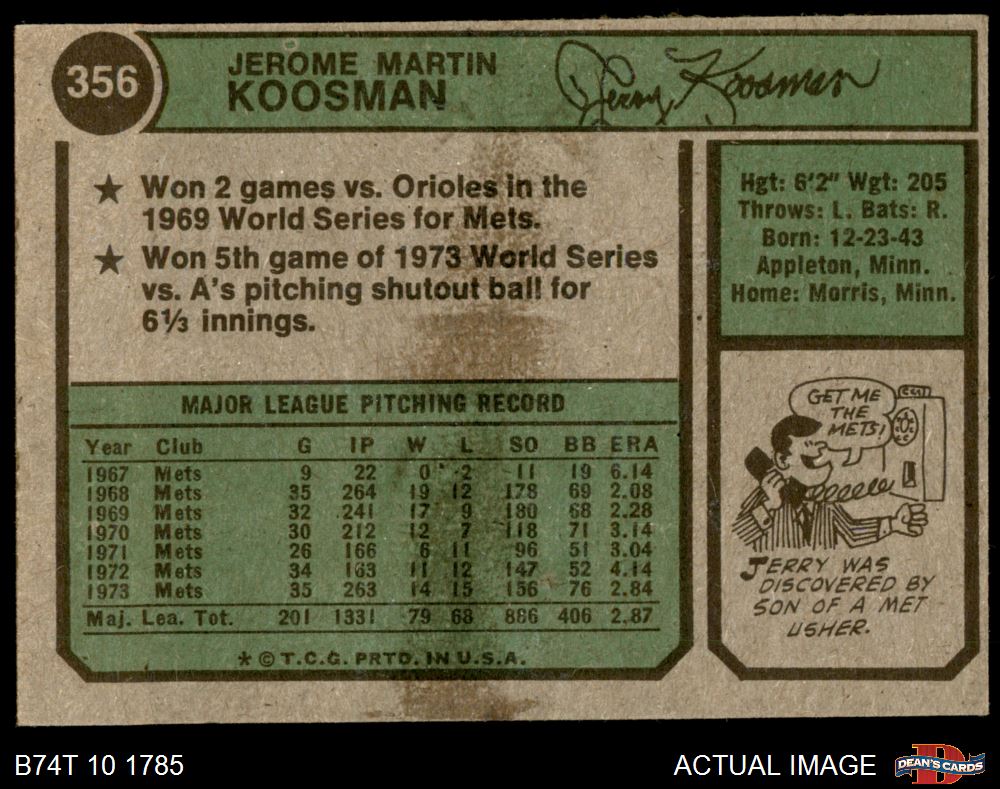 356
JEROME MARTIN
KOOSMAN
Jerry Koosman
★ Won 2 games vs. Orioles in the
1969 World Series for Mets.
★ Won 5th game of 1973 World Series
vs. A's pitching shutout ball for
6⅓ innings.
Hgt: 6'2" Wgt: 205
Throws: L. Bats: R.
Born: 12-23-43
Appleton, Minn.
Home: Morris, Minn.
MAJOR LEAGUE PITCHING RECORD
Year Club G IP W L SO BB ERA
1967 Mets 9 22 0 2 11 19 6.14
1968 Mets 35 264 19 12 178 69 2.08
1969 Mets 32 241 17 9 180 68 2.28
1970 Mets 30 212 12 7 118 71 3.14
1971 Mets 26 166 6 11 96 51 3.04
1972 Mets 34 163 11 12 147 52 4.14
1973 Mets 35 263 14 15 156 76 2.84
Maj. Lea. Tot. 201 1331 79 68 886 406 2.87
* © T.C.G. PRTD. IN U.S.A.
GET ME
THE
METS!
JERRY WAS
DISCOVERED BY
SON OF A MET
USHER.
B74T 10 1785
ACTUAL IMAGE
DEAN'S CARDS